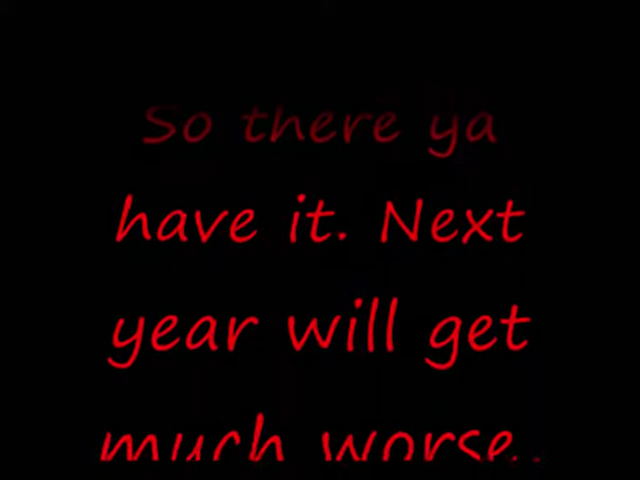 So there ya
have it. Next
year will get
much worse..